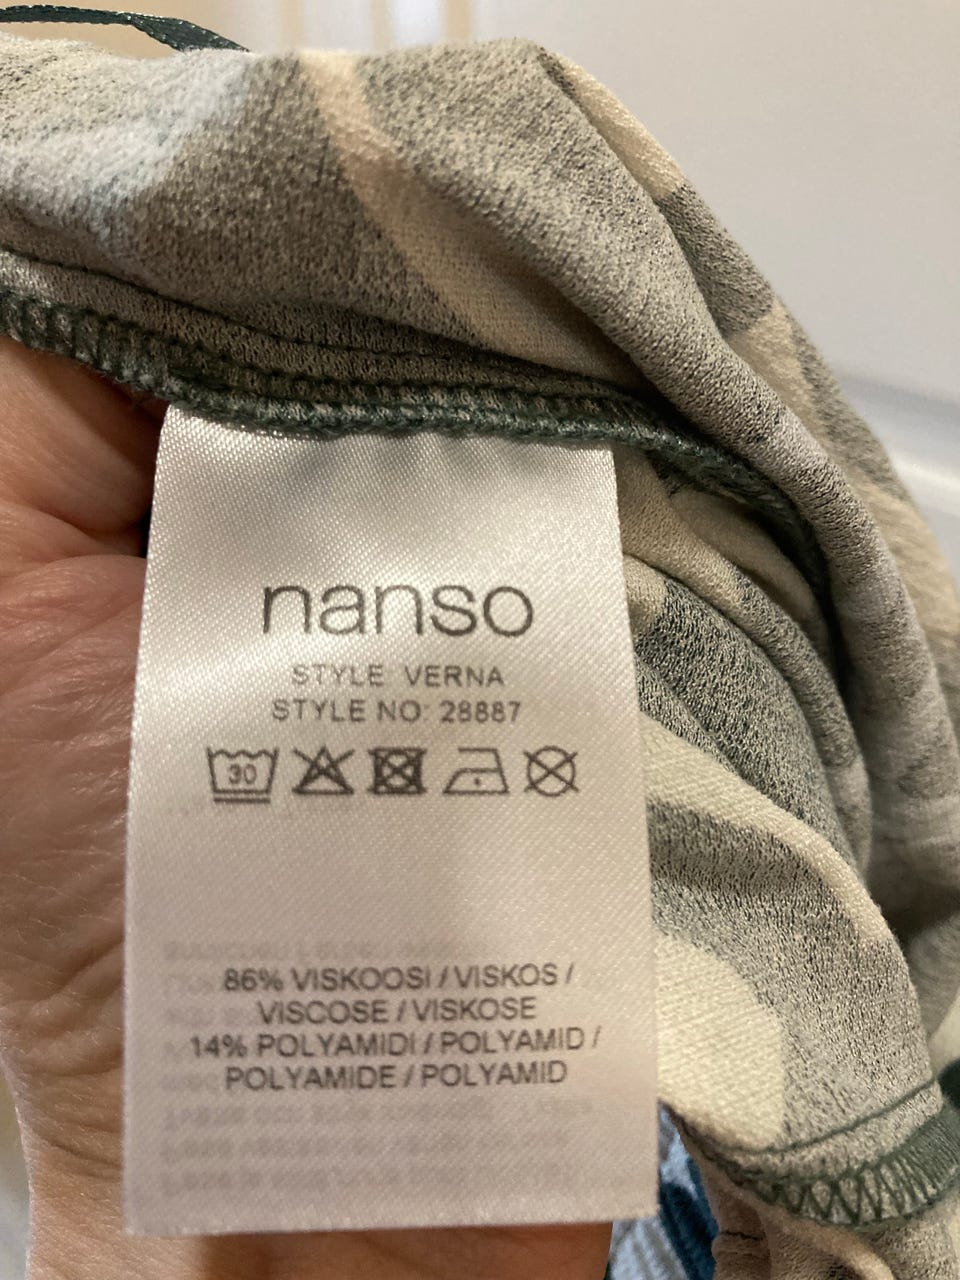 nanso
STYLE VERNA
STYLE NO: 28887
30
86% VISKOOSI / VISKOS /
VISCOSE / VISKOSE
14% POLYAMIDI / POLYAMID /
POLYAMIDE / POLYAMID